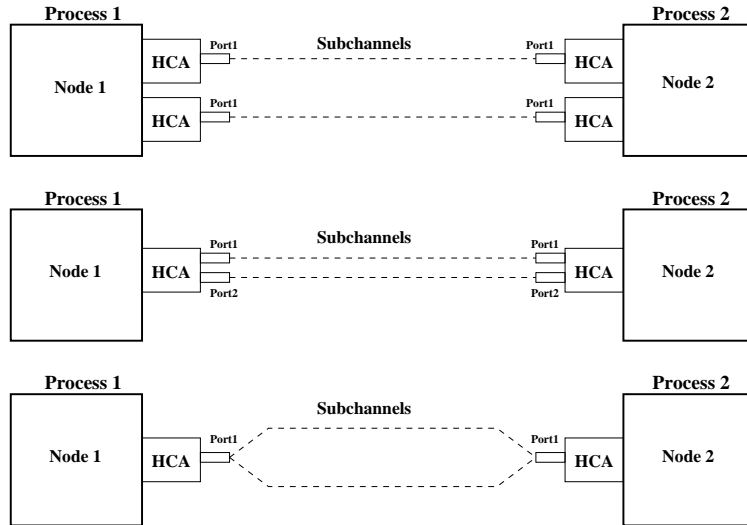 Process 1
Process 2
Port1
Subchannels
Port1
HCA
HCA
Node 1
Node 2
Port1
Port1
HCA
HCA
Process 1
Process 2
Port1
Subchannels
Port1
Node 1
HCA
HCA
Node 2
Port2
Port2
Process 1
Process 2
Subchannels
Port1
Port1
Node 1
HCA
HCA
Node 2